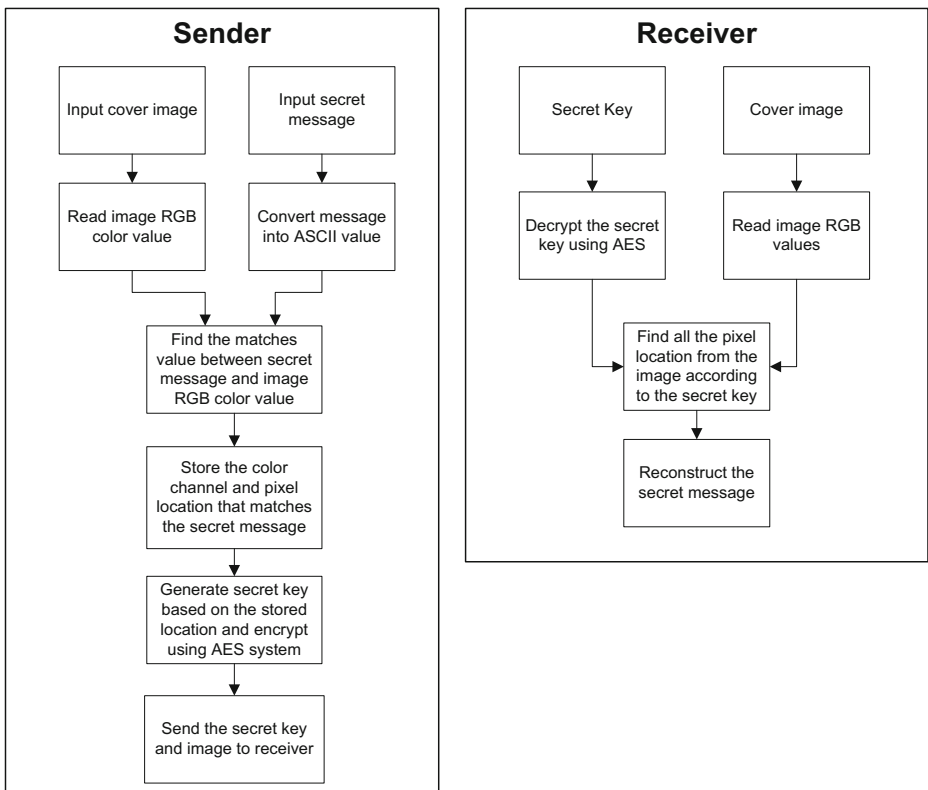 Sender
Input cover image
Input secret
message
Read image RGB
color value
Convert message
into ASCII value
Find the matches
value between secret
message and image
RGB color value
Store the color
channel and pixel
location that matches
the secret message
Generate secret key
based on the stored
location and encrypt
using AES system
Send the secret key
and image to receiver
Receiver
Secret Key
Cover image
Decrypt the secret
key using AES
Read image RGB
values
Find all the pixel
location from the
image according
to the secret key
Reconstruct the
secret message